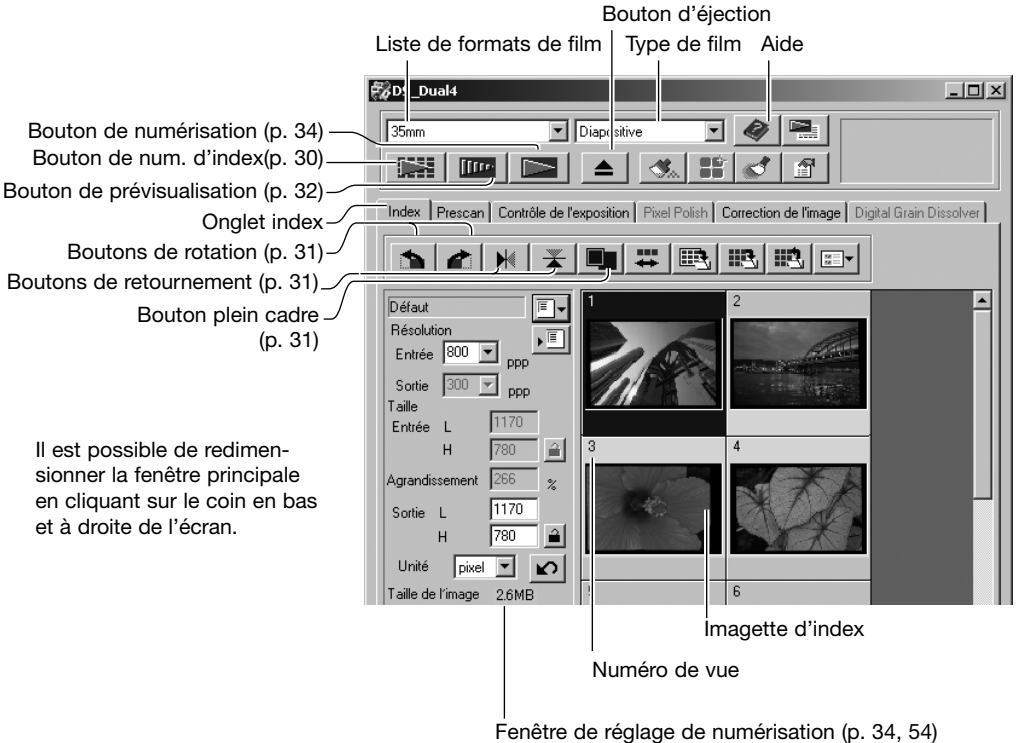 Bouton d'éjection
Liste de formats de film Type de film Aide
DS_Dual4
Bouton de numérisation (p. 34)
35mm Diapositive
Bouton de num. d'index(p. 30)
Bouton de prévisualisation (p. 32)
Onglet index
Index Prescan Contrôle de l'exposition Pixel Polish Correction de l'image Digital Grain Dissolver
Boutons de rotation (p. 31)
Boutons de retournement (p. 31)
Bouton plein cadre
(p. 31)
Défaut
Résolution
Entrée 800 ppp
Sortie 300 ppp
Taille
Entrée L 1170
H 780
Agrandissement 266 %
Sortie L 1170
H 780
Unité pixel
Taille de l'image 2.6MB
1 2
3 4
5 6
Il est possible de redimen-
sionner la fenêtre principale
en cliquant sur le coin en bas
et à droite de l'écran.
Imagette d'index
Numéro de vue
Fenêtre de réglage de numérisation (p. 34, 54)